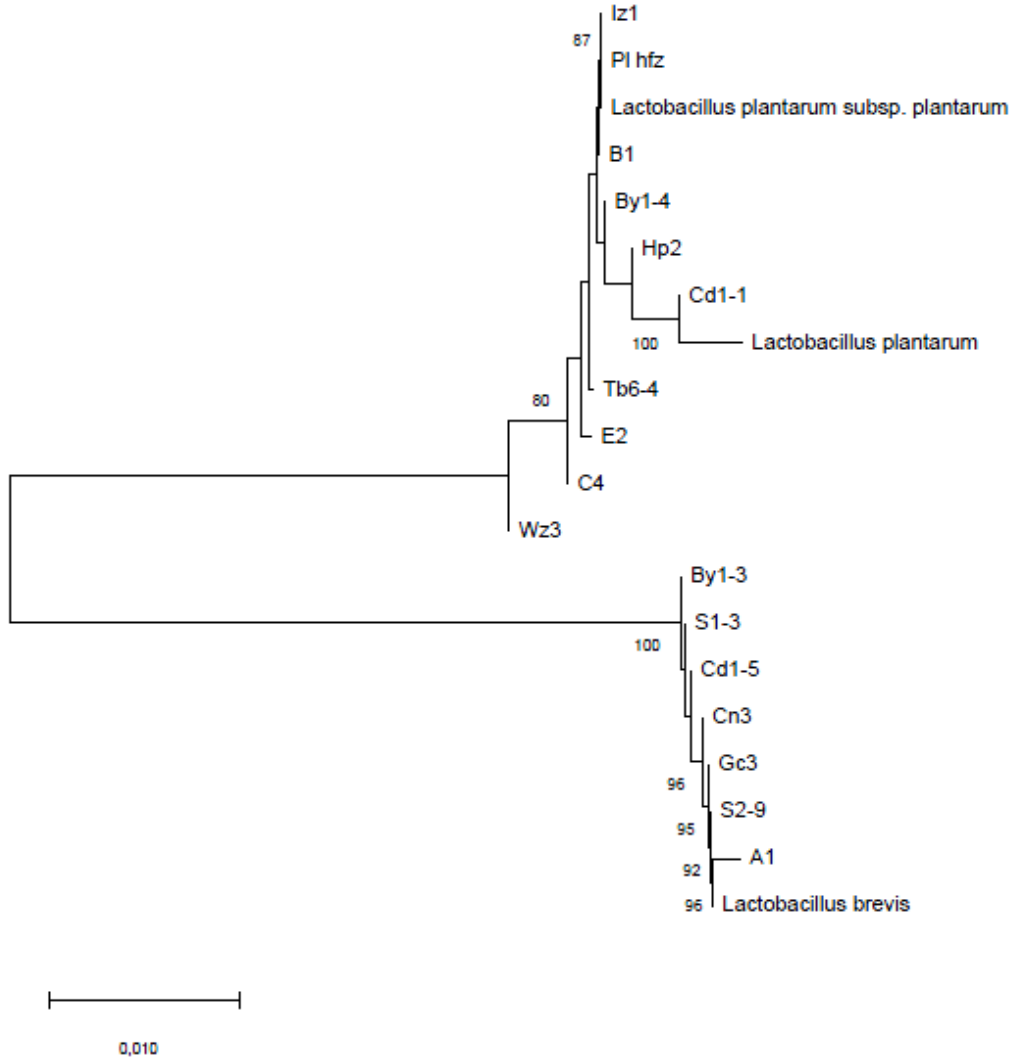 Iz1
87
Pl hfz
Lactobacillus plantarum subsp. plantarum
B1
By1-4
Hp2
Cd1-1
100
Lactobacillus plantarum
Tb6-4
80
E2
C4
Wz3
By1-3
S1-3
100
Cd1-5
Cn3
Gc3
96
S2-9
95
A1
92
96
Lactobacillus brevis
0,010